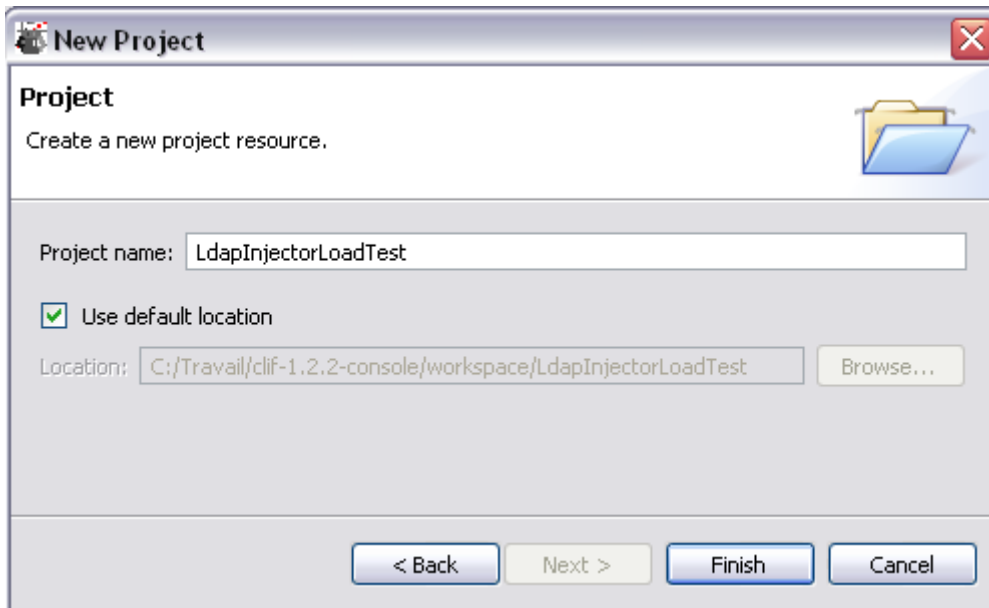 New Project
Project
Create a new project resource.
Project name: LdapInjectorLoadTest
Use default location
Location: C:/Travail/clif-1.2.2-console/workspace/LdapInjectorLoadTest Browse...
< Back Next > Finish Cancel